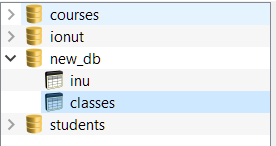 courses
ionut
new_db
inu
classes
students